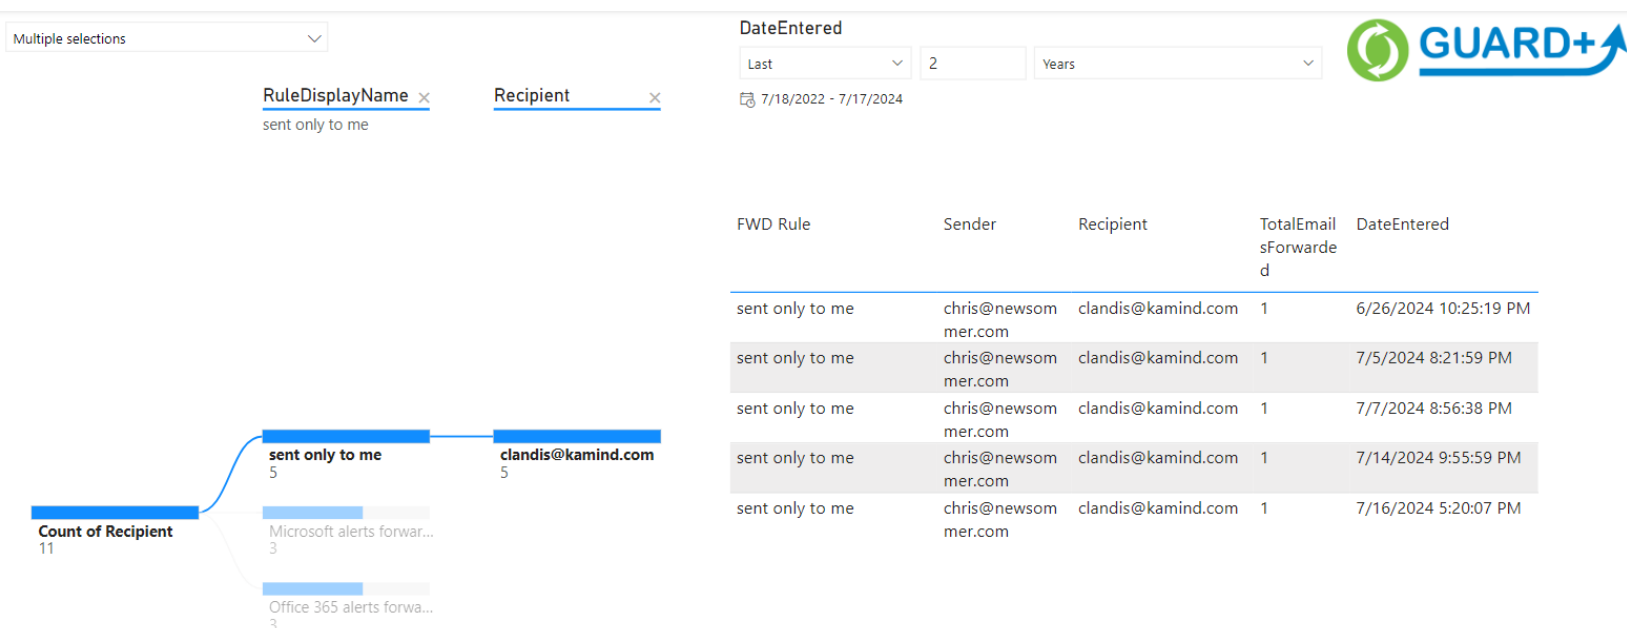 Multiple selections
DateEntered
Last
2
Years
7/18/2022 - 7/17/2024
GUARD+
RuleDisplayName
Recipient
sent only to me
FWD Rule
Sender
Recipient
TotalEmail
sForwarde
d
DateEntered
sent only to me chris@newsom clandis@kamind.com 1 6/26/2024 10:25:19 PM
mer.com
sent only to me chris@newsom clandis@kamind.com 1 7/5/2024 8:21:59 PM
mer.com
sent only to me chris@newsom clandis@kamind.com 1 7/7/2024 8:56:38 PM
mer.com
sent only to me chris@newsom clandis@kamind.com 1 7/14/2024 9:55:59 PM
mer.com
sent only to me chris@newsom clandis@kamind.com 1 7/16/2024 5:20:07 PM
mer.com
sent only to me
5
clandis@kamind.com
5
Count of Recipient
11
Microsoft alerts forwar...
3
Office 365 alerts forwa...
3